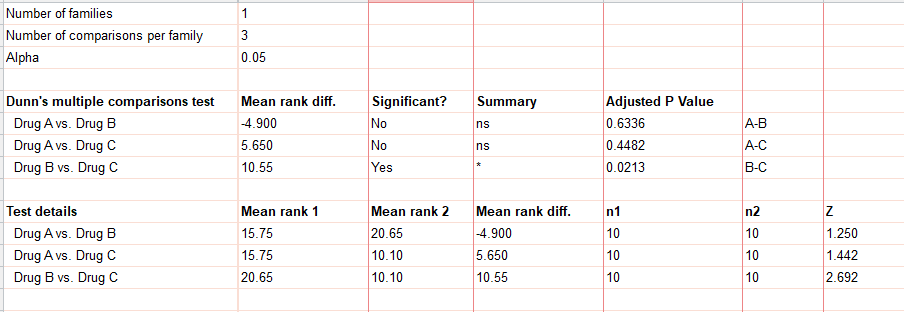 Number of families 1
Number of comparisons per family 3
Alpha 0.05
Dunn's multiple comparisons test Mean rank diff. Significant? Summary Adjusted P Value
Drug A vs. Drug B -4.900 No ns 0.6336 A-B
Drug A vs. Drug C 5.650 No ns 0.4482 A-C
Drug B vs. Drug C 10.55 Yes * 0.0213 B-C
Test details Mean rank 1 Mean rank 2 Mean rank diff. n1 n2 Z
Drug A vs. Drug B 15.75 20.65 -4.900 10 10 1.250
Drug A vs. Drug C 15.75 10.10 5.650 10 10 1.442
Drug B vs. Drug C 20.65 10.10 10.55 10 10 2.692